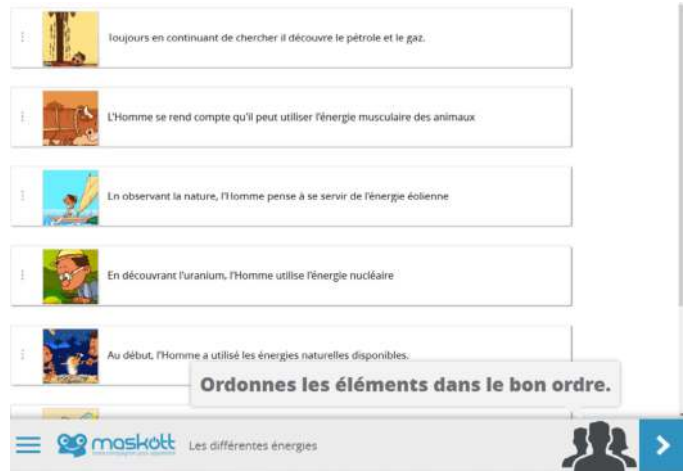 Toujours en continuant de chercher il découvre le pétrole et le gaz.
L'Homme se rend compte qu'il peut utiliser l'énergie musculaire des animaux
En observant la nature, l'Homme pense à se servir de l'énergie éolienne
En découvrant l'uranium, l'Homme utilise l'énergie nucléaire
Au début, l'Homme a utilisé les énergies naturelles disponibles.
Ordonnes les éléments dans le bon ordre.
maskott
Les différentes énergies